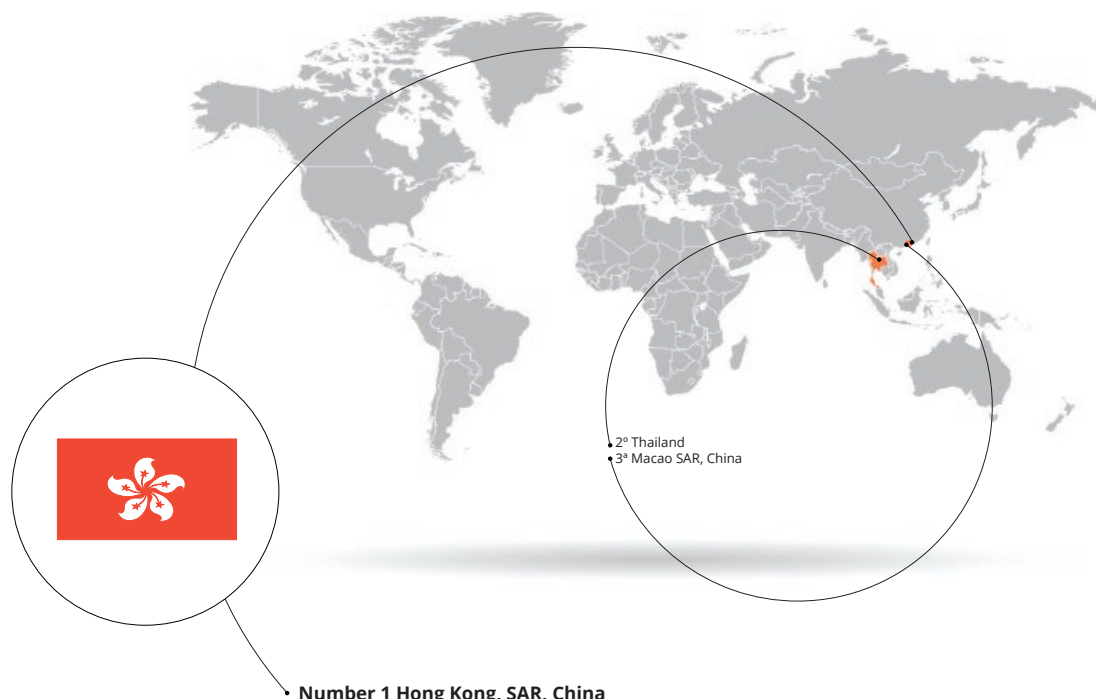 2º Thailand
3ª Macao SAR, China
Number 1 Hong Kong, SAR, China